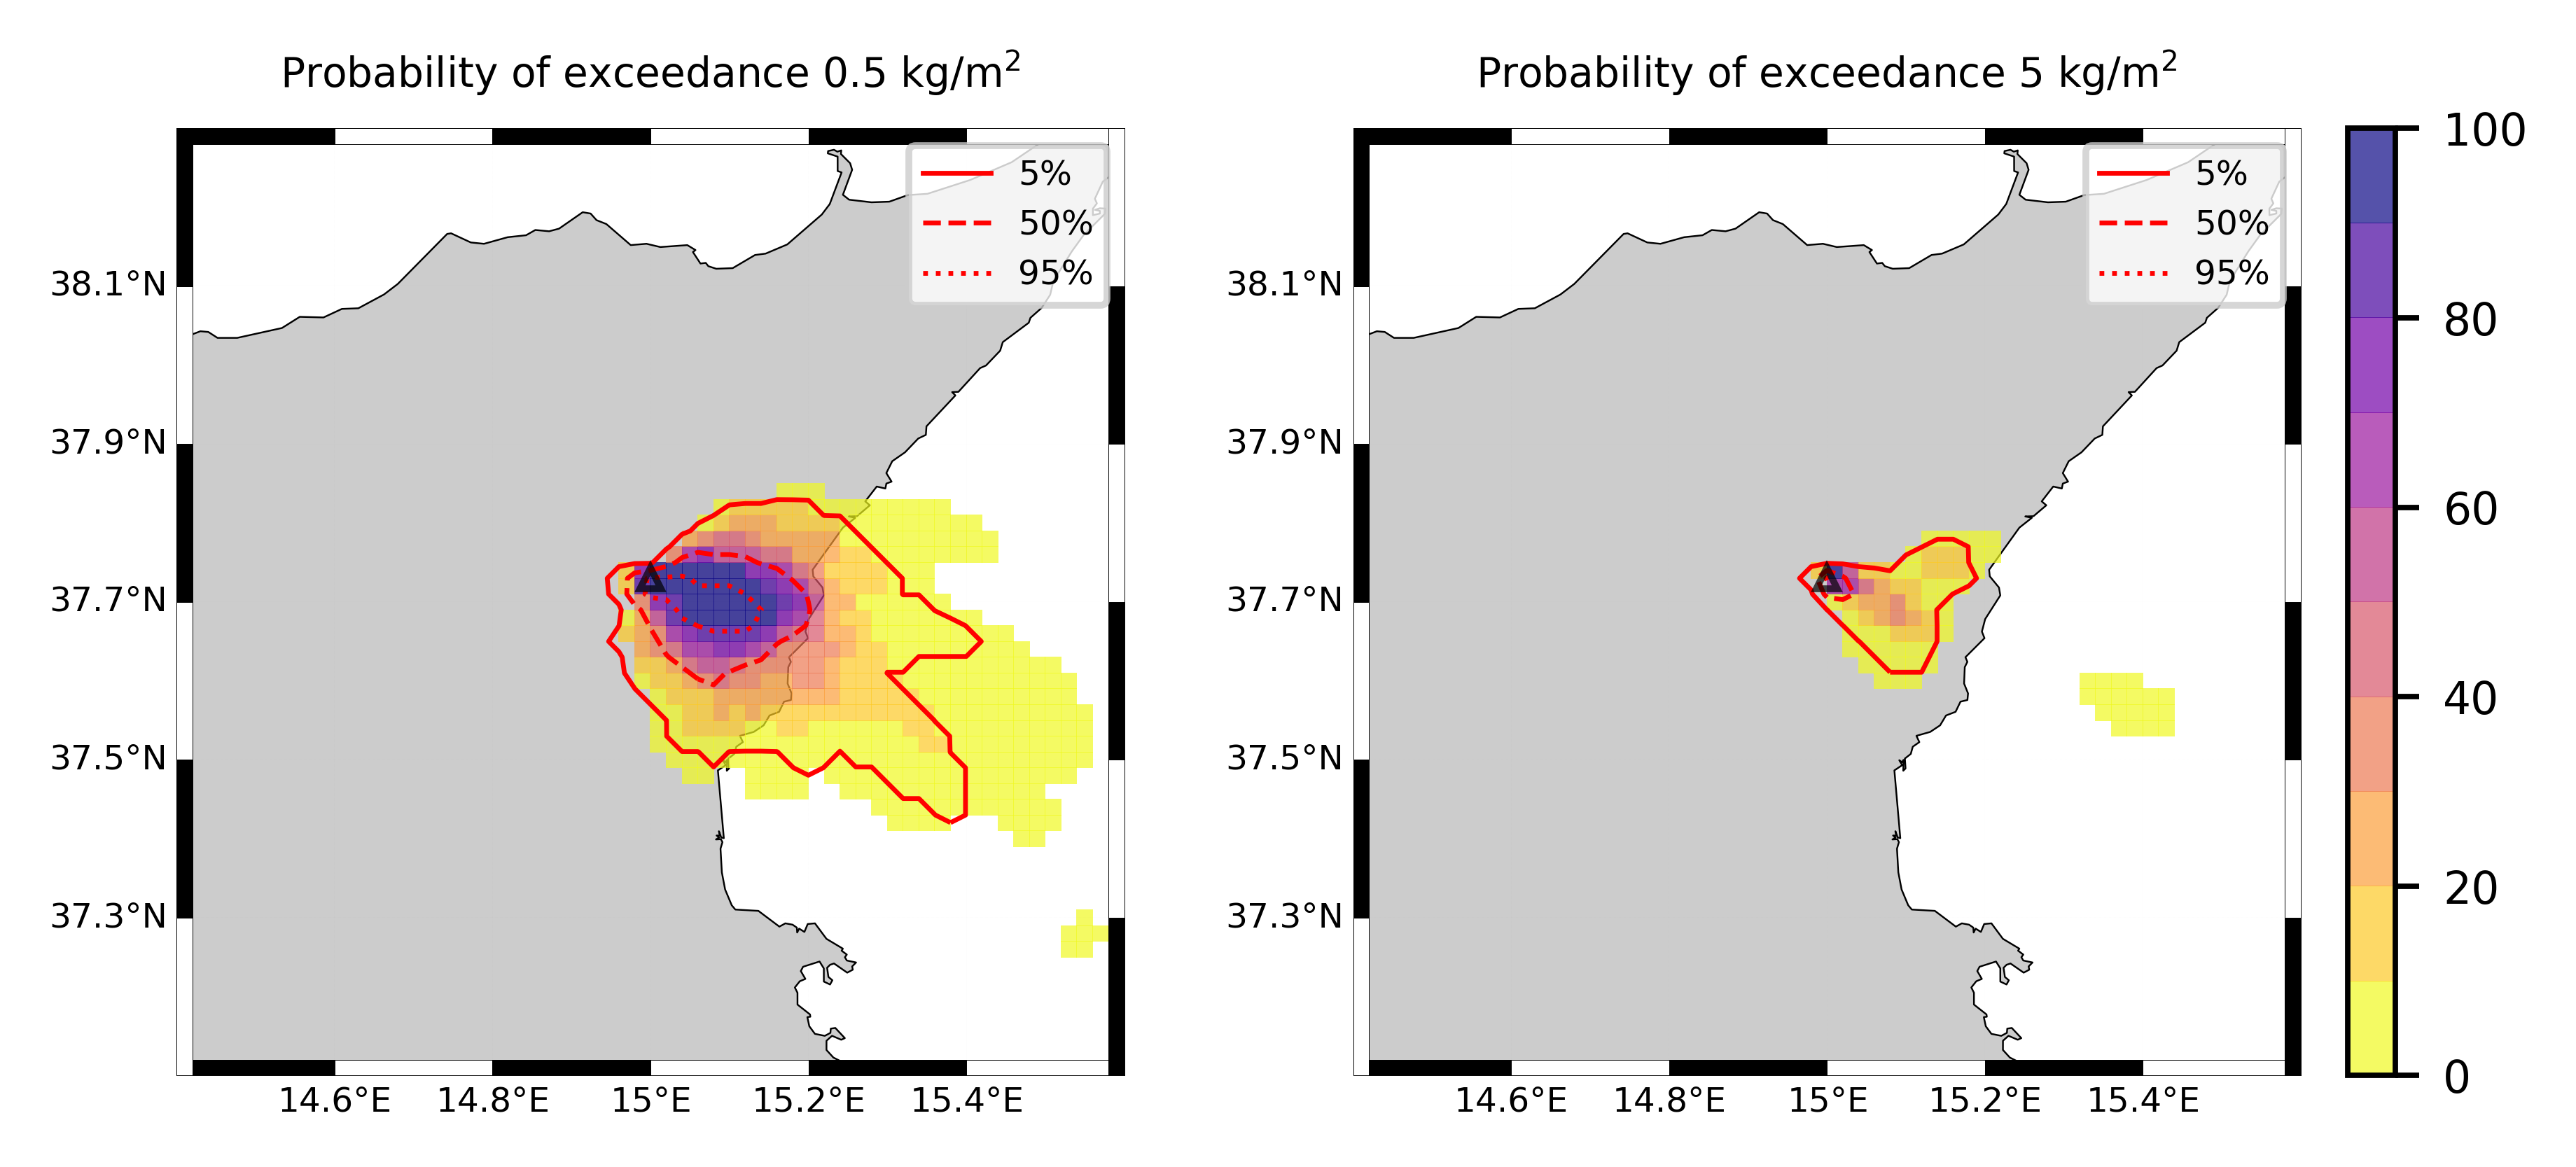 Probability of exceedance 0.5 kg/m²
5%
50%
95%
38.1°N
37.9°N
37.7°N
37.5°N
37.3°N
14.6°E 14.8°E 15°E 15.2°E 15.4°E
Probability of exceedance 5 kg/m²
5%
50%
95%
38.1°N
37.9°N
37.7°N
37.5°N
37.3°N
14.6°E 14.8°E 15°E 15.2°E 15.4°E
100
80
60
40
20
0